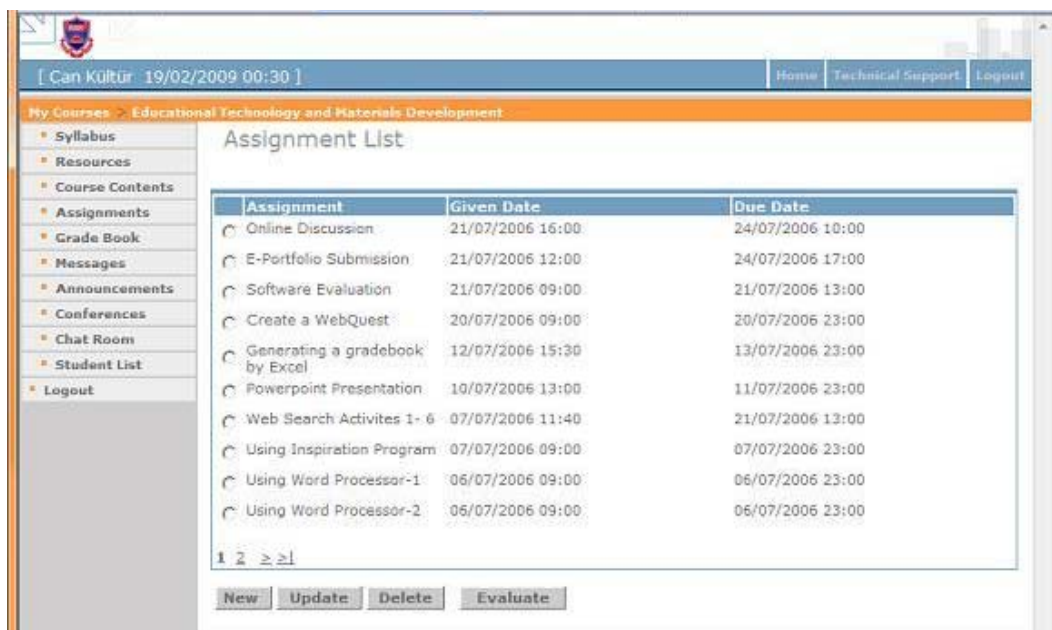 [ Can Kültür 19/02/2009 00:30 ]
Home Technical Support Logout
My Courses > Educational Technology and Materials Development
Syllabus
Resources
Course Contents
Assignments
Grade Book
Messages
Announcements
Conferences
Chat Room
Student List
Logout
Assignment List
Assignment Given Date Due Date
Online Discussion 21/07/2006 16:00 24/07/2006 10:00
E-Portfolio Submission 21/07/2006 12:00 24/07/2006 17:00
Software Evaluation 21/07/2006 09:00 21/07/2006 13:00
Create a WebQuest 20/07/2006 09:00 20/07/2006 23:00
Generating a gradebook 12/07/2006 15:30 13/07/2006 23:00
by Excel
Powerpoint Presentation 10/07/2006 13:00 11/07/2006 23:00
Web Search Activites 1- 6 07/07/2006 11:40 21/07/2006 13:00
Using Inspiration Program 07/07/2006 09:00 07/07/2006 23:00
Using Word Processor-1 06/07/2006 09:00 06/07/2006 23:00
Using Word Processor-2 06/07/2006 09:00 06/07/2006 23:00
1 2 > >|
New Update Delete Evaluate